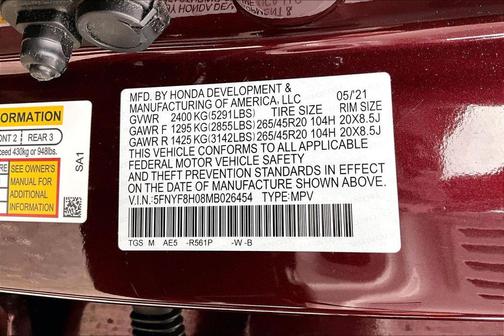 MFD. BY HONDA DEVELOPMENT & 05/'21
MANUFACTURING OF AMERICA, LLC
GVWR 2400 KG(5291LBS) TIRE SIZE RIM SIZE
GAWR F 1295 KG(2855LBS)265/45R20 104H 20X8.5J
GAWR R 1425 KG(3142LBS)265/45R20 104H 20X8.5J
THIS VEHICLE CONFORMS TO ALL APPLICABLE
FEDERAL MOTOR VEHICLE SAFETY
AND THEFT PREVENTION STANDARDS IN EFFECT
ON THE DATE OF MANUFACTURE SHOWN ABOVE.
V.I.N.:5FNYF8H08MB026454 TYPE:MPV
TGS M AE5 -R561P -W -B
FORMATION
REAR 3
430kg or 948lbs.
SEE OWNER'S
MANUAL FOR
ADDITIONAL
INFORMATION
SA1